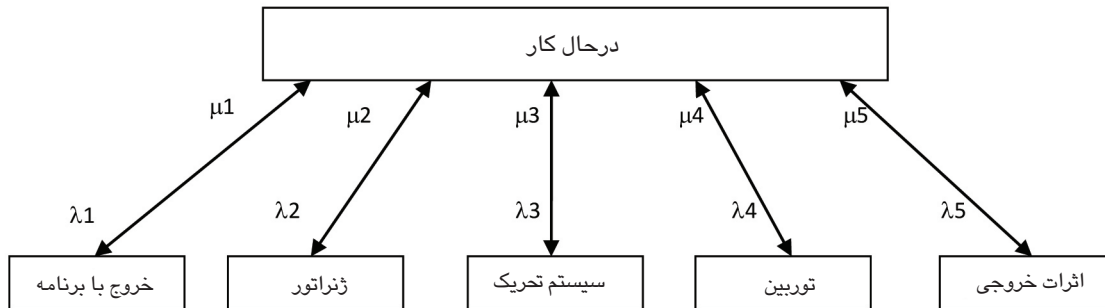 درحال کار
μ1 μ2 μ3 μ4 μ5
λ1 λ2 λ3 λ4 λ5
خروج با برنامه
ژنراتور
سیستم تحریک
توربین
اثرات خروجی